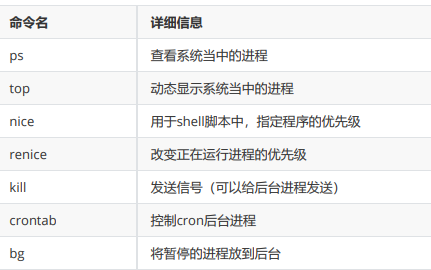 命令名 详细信息
ps 查看系统当中的进程
top 动态显示系统当中的进程
nice 用于shell脚本中，指定程序的优先级
renice 改变正在运行进程的优先级
kill 发送信号（可以给后台进程发送）
crontab 控制cron后台进程
bg 将暂停的进程放到后台